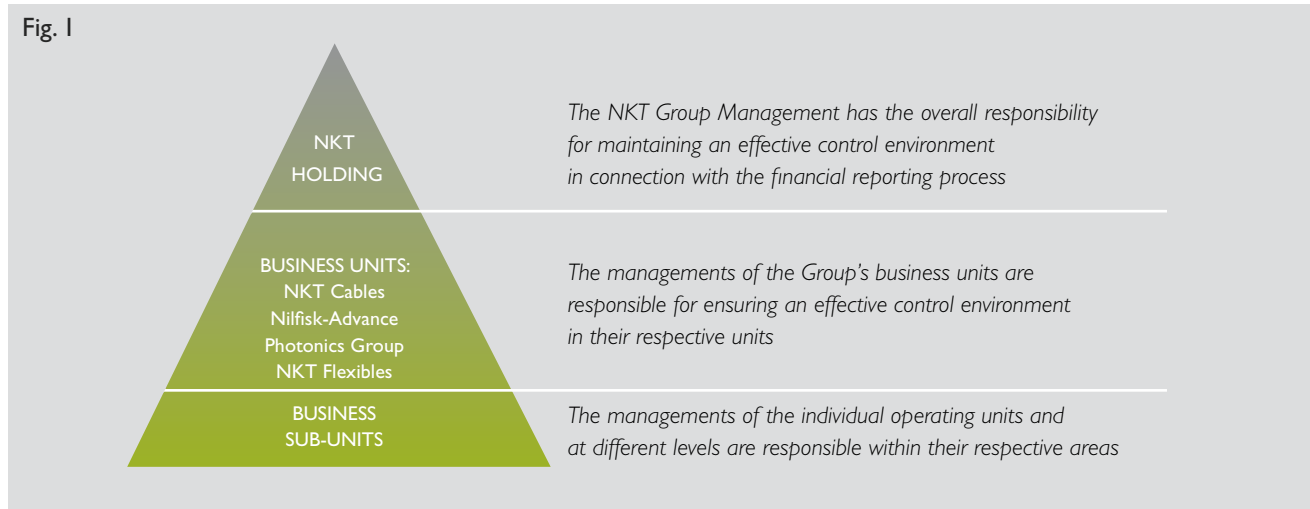 Fig. 1
NKT
HOLDING
The NKT Group Management has the overall responsibility
for maintaining an effective control environment
in connection with the financial reporting process
BUSINESS UNITS:
NKT Cables
Nilfisk-Advance
Photonics Group
NKT Flexibles
The managements of the Group’s business units are
responsible for ensuring an effective control environment
in their respective units
BUSINESS
SUB-UNITS
The managements of the individual operating units and
at different levels are responsible within their respective areas